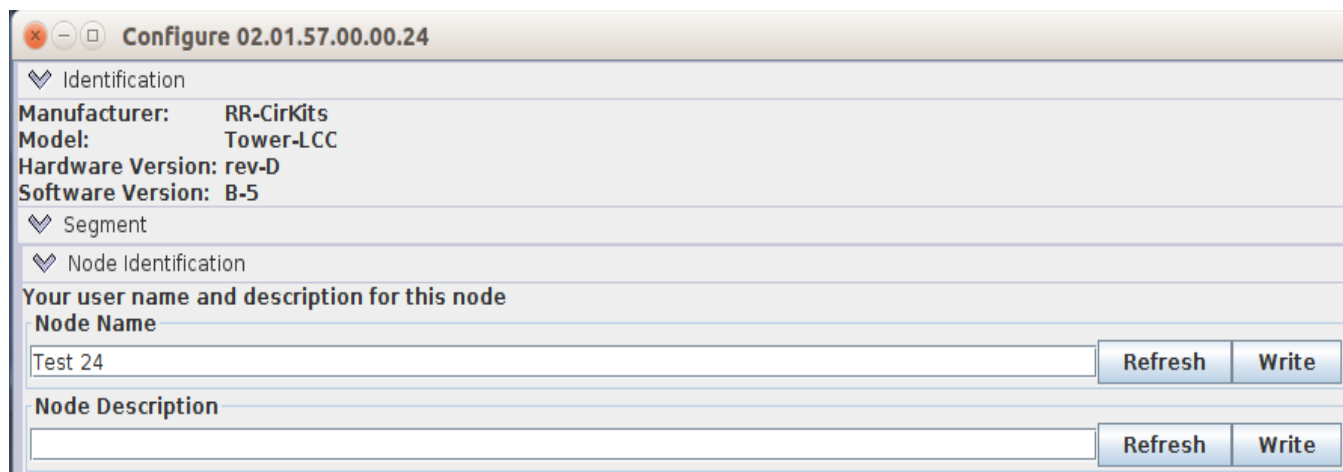 Configure 02.01.57.00.00.24
Identification
Manufacturer: RR-CirKits
Model: Tower-LCC
Hardware Version: rev-D
Software Version: B-5
Segment
Node Identification
Your user name and description for this node
Node Name
Test 24 Refresh Write
Node Description
Refresh Write